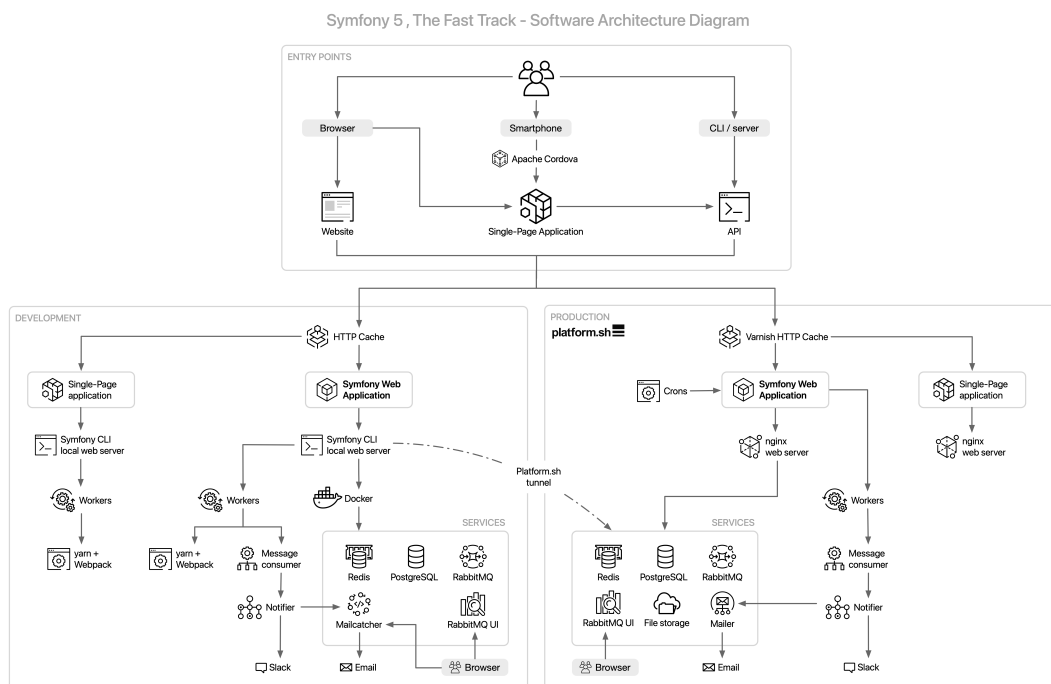 Symfony 5 , The Fast Track - Software Architecture Diagram
ENTRY POINTS
Browser
Smartphone
CLI / server
Apache Cordova
Website
Single-Page Application
API
DEVELOPMENT
HTTP Cache
Single-Page
application
Symfony Web
Application
Symfony CLI
local web server
Symfony CLI
local web server
Workers
Workers
Docker
yarn +
Webpack
yarn +
Webpack
Message
consumer
Notifier
Slack
SERVICES
Redis
PostgreSQL
RabbitMQ
Mailcatcher
RabbitMQ UI
Email
Browser
Platform.sh
tunnel
PRODUCTION
platform.sh
Varnish HTTP Cache
Crons
Symfony Web
Application
Single-Page
application
nginx
web server
nginx
web server
Workers
SERVICES
Redis
PostgreSQL
RabbitMQ
RabbitMQ UI
File storage
Mailer
Message
consumer
Notifier
Browser
Email
Slack